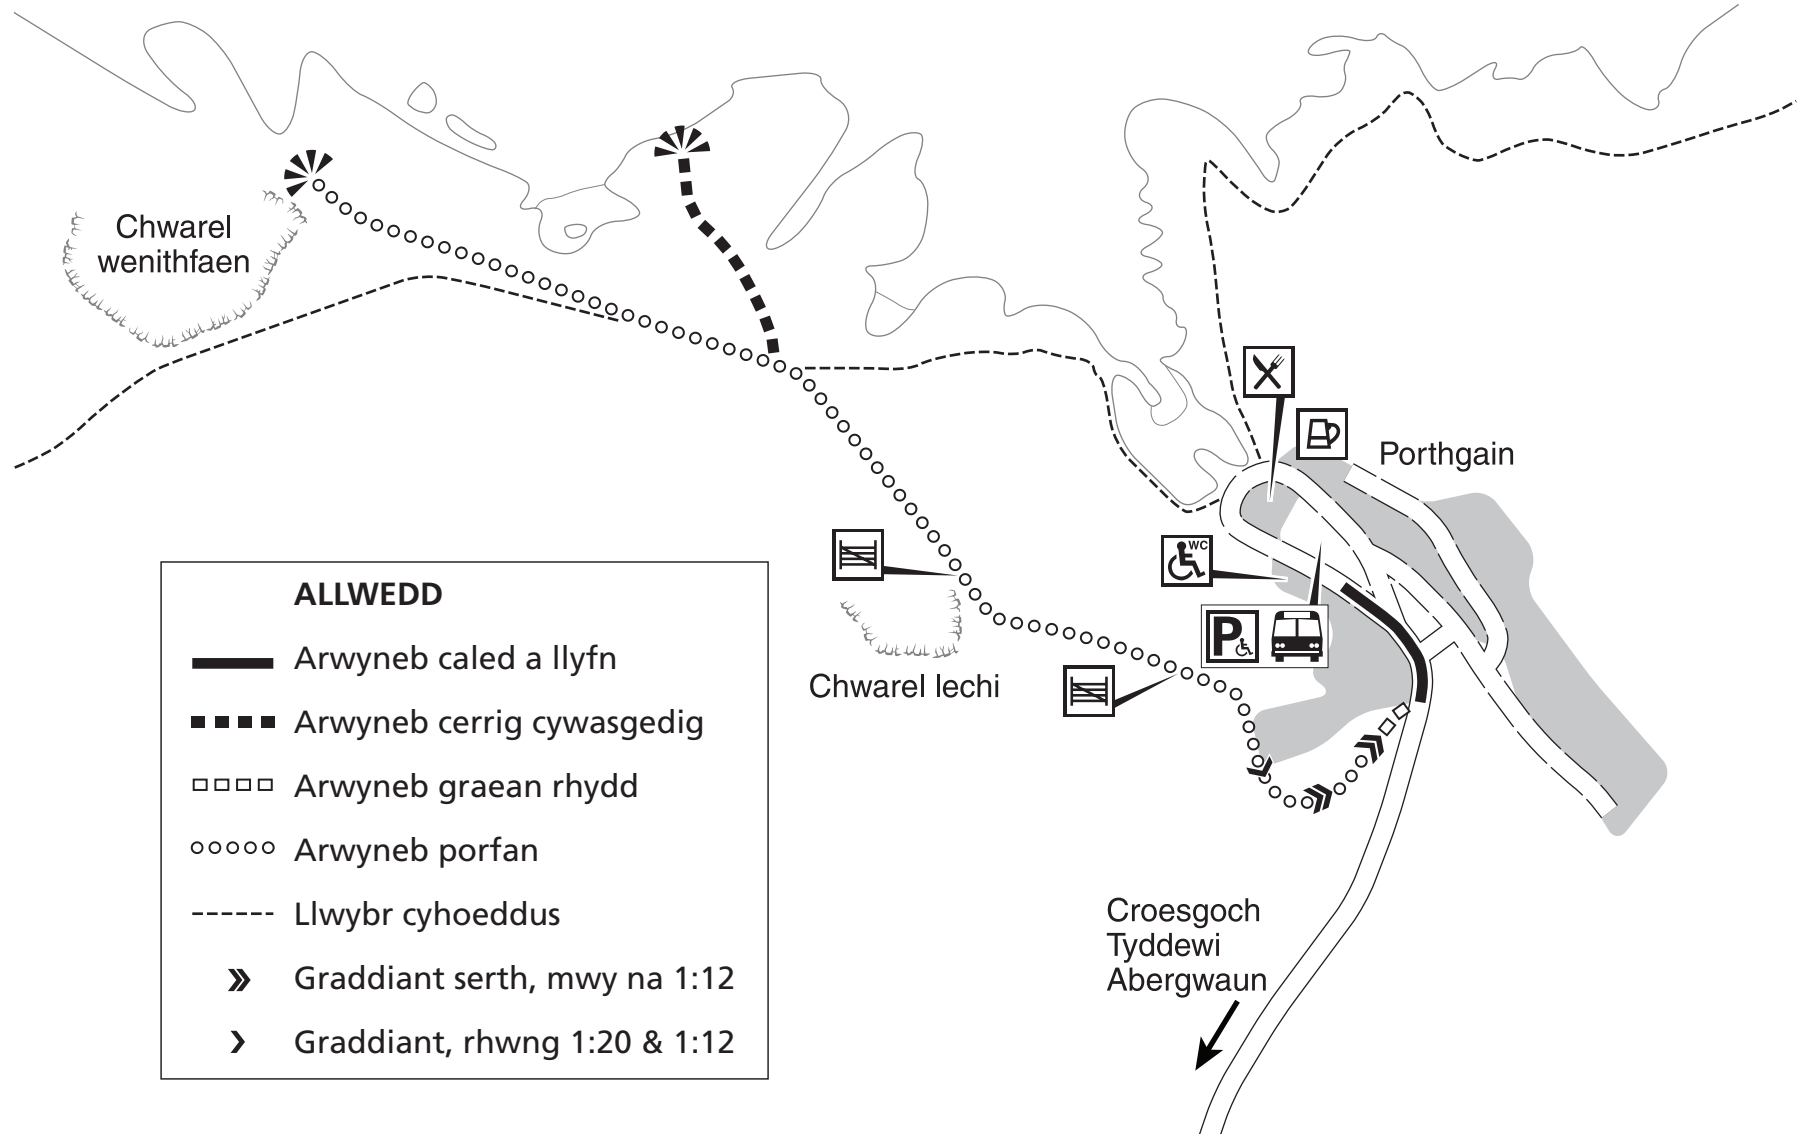 Chwarel
wenithfaen
Porthgain
WC
P
Chwarel lechi
ALLWEDD
Arwyneb caled a llyfn
Arwyneb cerrig cywasgedig
Arwyneb graean rhydd
Arwyneb porfan
Llwybr cyhoeddus
Graddiant serth, mwy na 1:12
Graddiant, rhwng 1:20 & 1:12
Croesgoch
Tyddewi
Abergwaun